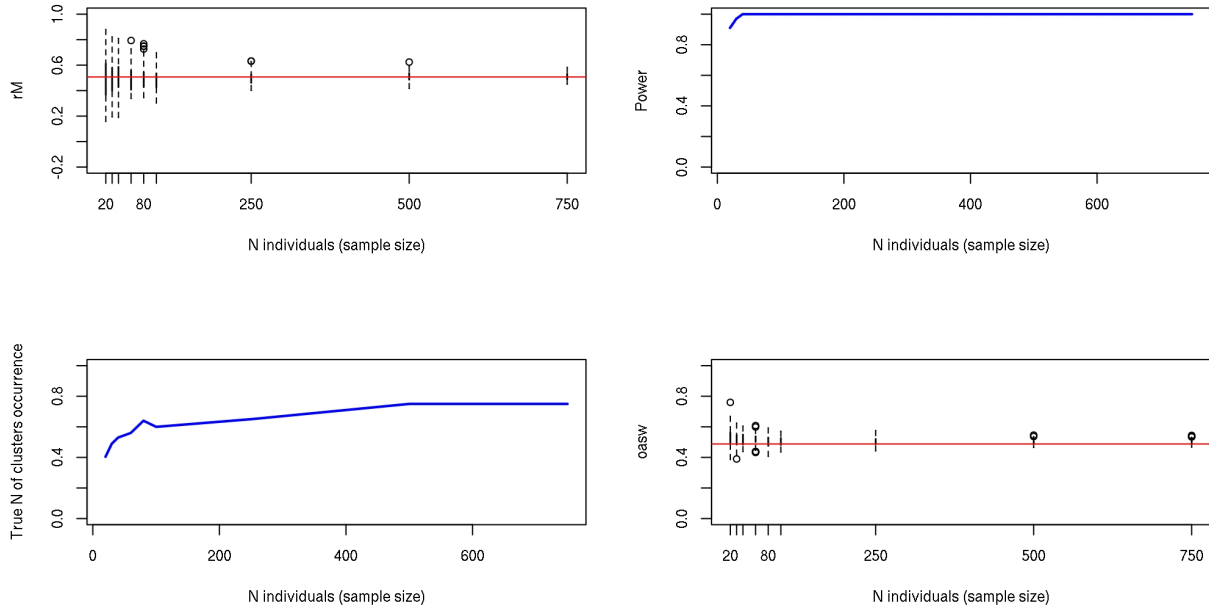 rM
-0.2 0.2 0.6 1.0
20 80 250 500 750
N individuals (sample size)
Power
0.0 0.4 0.8
0 200 400 600
N individuals (sample size)
True N of clusters occurrence
0.0 0.4 0.8
0 200 400 600
N individuals (sample size)
oasw
0.0 0.4 0.8
20 80 250 500 750
N individuals (sample size)